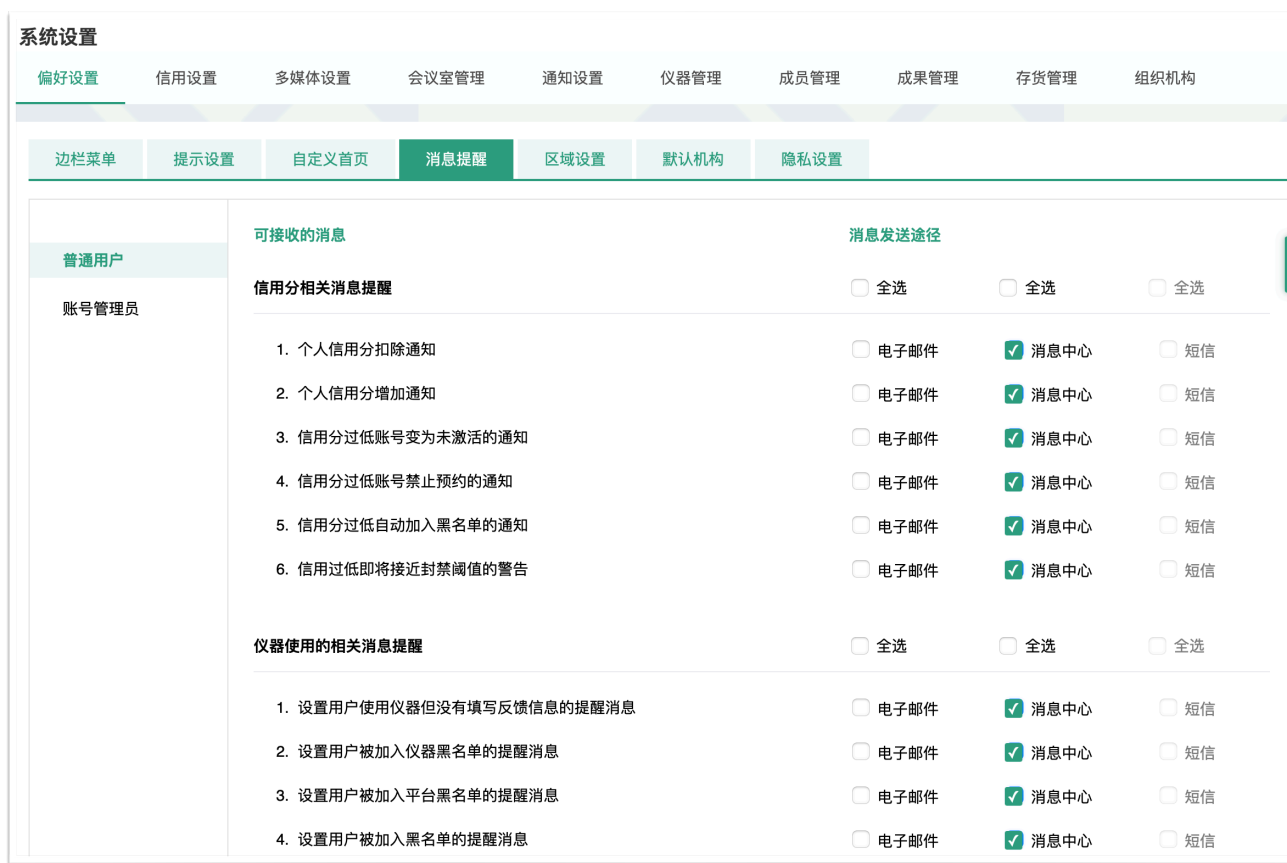 系统设置
偏好设置 信用设置 多媒体设置 会议室管理 通知设置 仪器管理 成员管理 成果管理 存货管理 组织机构
边栏菜单 提示设置 自定义首页 消息提醒 区域设置 默认机构 隐私设置
可接收的消息 消息发送途径
普通用户
信用分相关消息提醒 全选 全选 全选
账号管理员
1. 个人信用分扣除通知 电子邮件 消息中心 短信
2. 个人信用分增加通知 电子邮件 消息中心 短信
3. 信用分过低账号变为未激活的通知 电子邮件 消息中心 短信
4. 信用分过低账号禁止预约的通知 电子邮件 消息中心 短信
5. 信用分过低自动加入黑名单的通知 电子邮件 消息中心 短信
6. 信用过低即将接近封禁阈值的警告 电子邮件 消息中心 短信
仪器使用的相关消息提醒 全选 全选 全选
1. 设置用户使用仪器但没有填写反馈信息的提醒消息 电子邮件 消息中心 短信
2. 设置用户被加入仪器黑名单的提醒消息 电子邮件 消息中心 短信
3. 设置用户被加入平台黑名单的提醒消息 电子邮件 消息中心 短信
4. 设置用户被加入黑名单的提醒消息 电子邮件 消息中心 短信